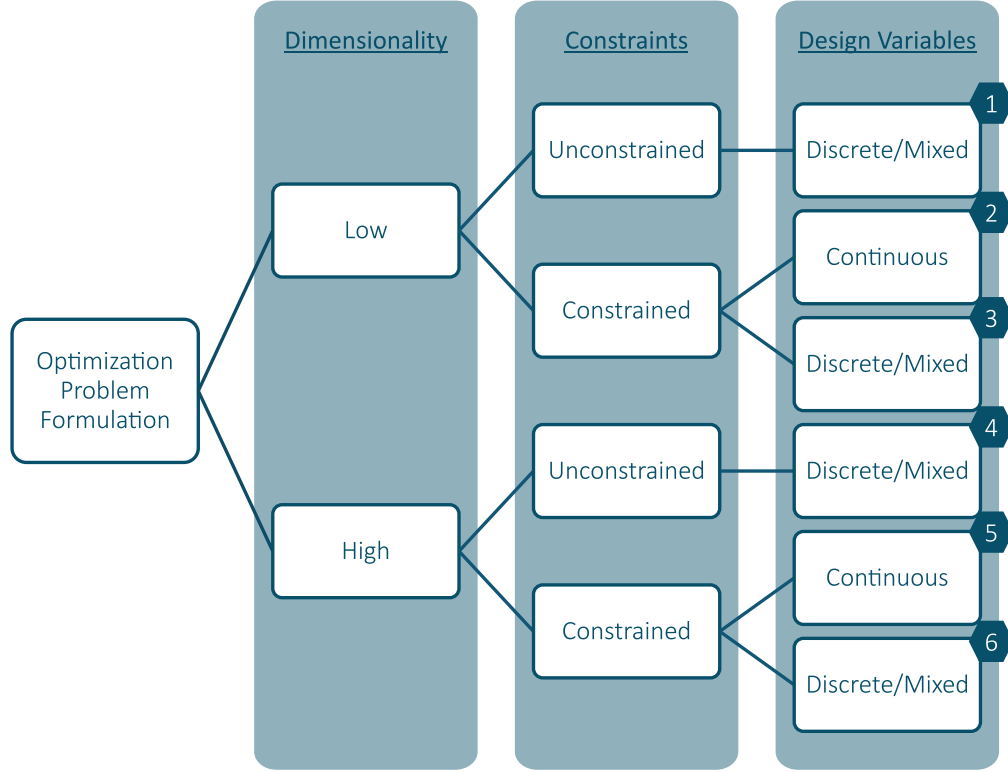 Dimensionality
Constraints
Design Variables
1
Unconstrained
Discrete/Mixed
2
Low
Continuous
Constrained
3
Discrete/Mixed
Optimization
Problem
Formulation
4
Unconstrained
Discrete/Mixed
5
High
Continuous
Constrained
6
Discrete/Mixed